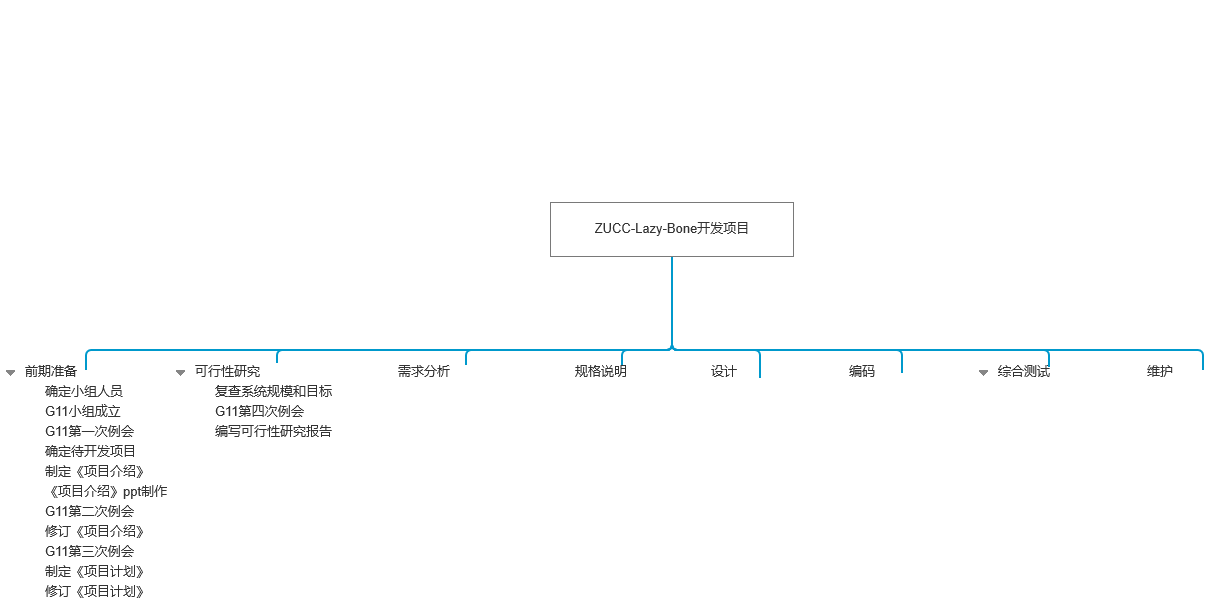 ZUCC-Lazy-Bone开发项目
前期准备
确定小组人员
G11小组成立
G11第一次例会
确定待开发项目
制定《项目介绍》
《项目介绍》ppt制作
G11第二次例会
修订《项目介绍》
G11第三次例会
制定《项目计划》
修订《项目计划》
可行性研究
复查系统规模和目标
G11第四次例会
编写可行性研究报告
需求分析
规格说明
设计
编码
综合测试
维护